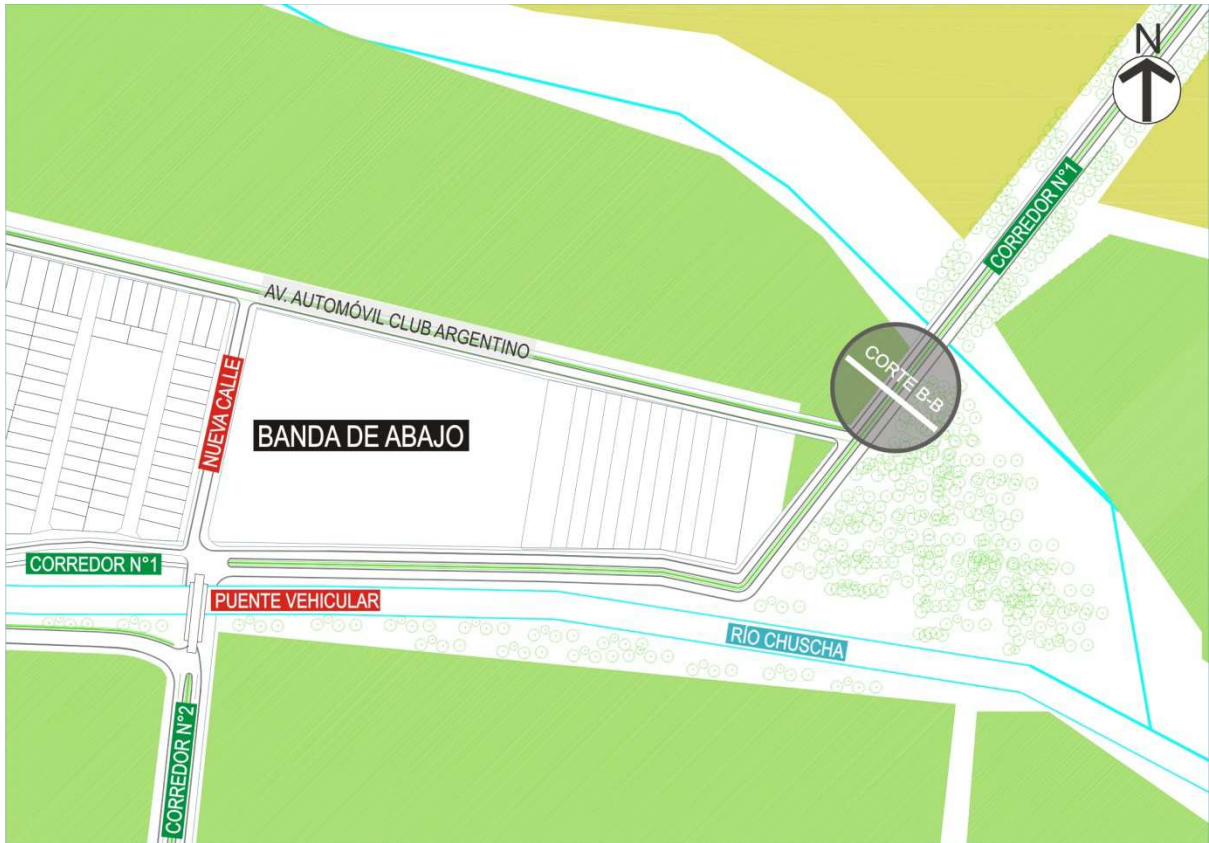 N
CORREDOR N°1
AV. AUTOMÓVIL CLUB ARGENTINO
CORTE B-B
NUEVA CALLE
BANDA DE ABAJO
CORREDOR N°1
PUENTE VEHICULAR
RÍO CHUSCHA
CORREDOR N°2